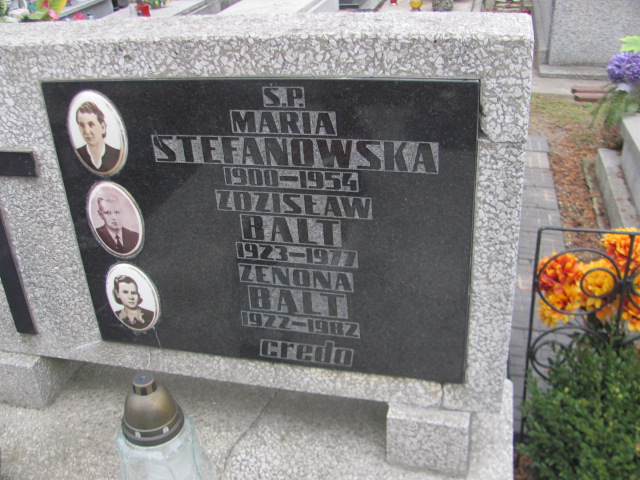 S.P.
MARIA
STEFANOWSKA
1900-1954
ZDZISŁAW
BALT
1923-1977
ZENONA
BALT
1922-1982
credo